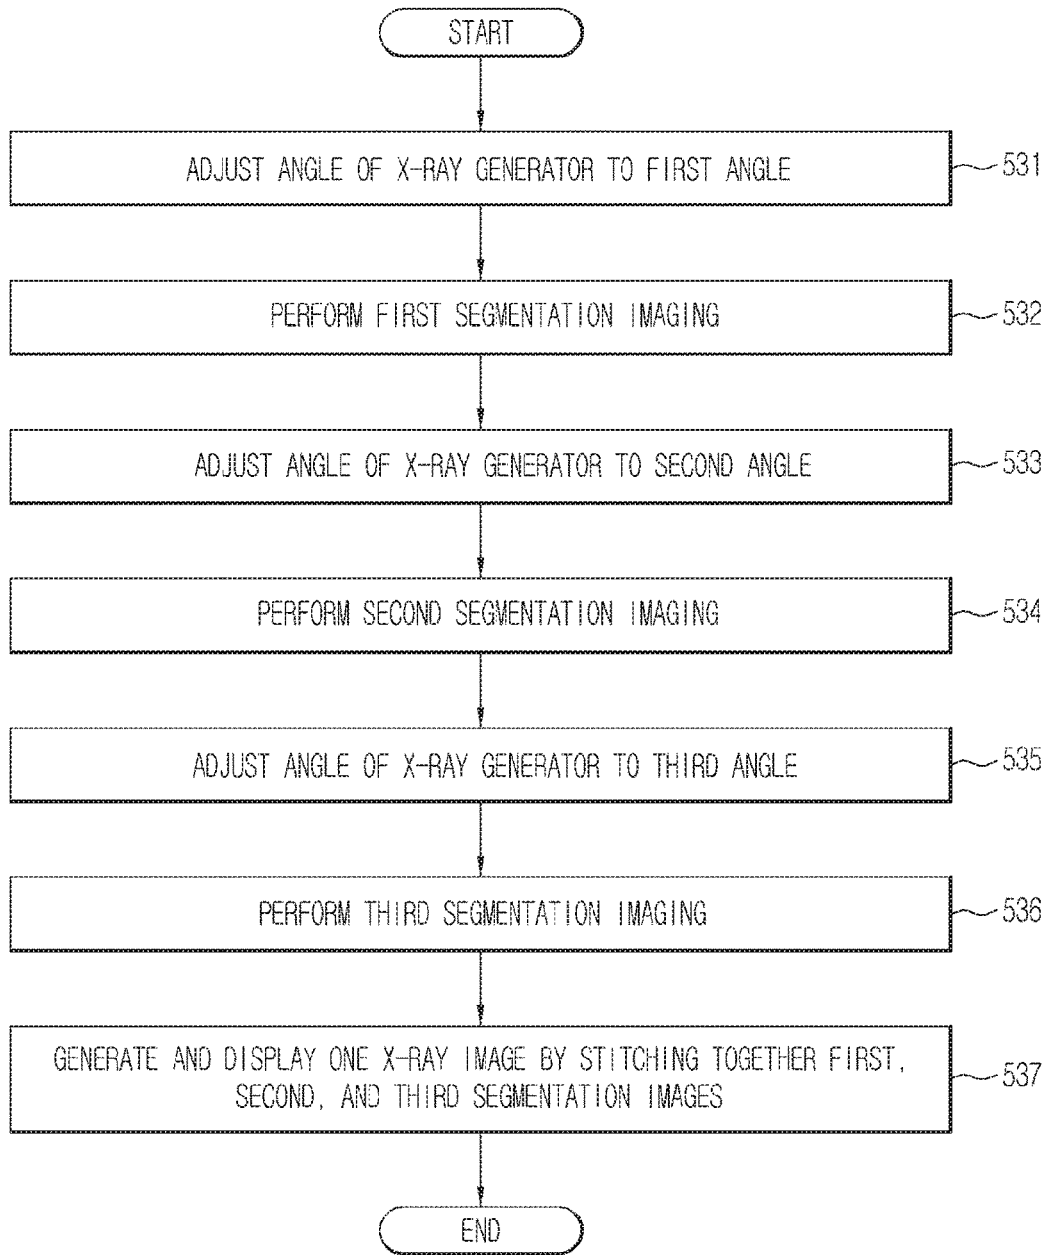 START
ADJUST ANGLE OF X-RAY GENERATOR TO FIRST ANGLE
531
PERFORM FIRST SEGMENTATION IMAGING
532
ADJUST ANGLE OF X-RAY GENERATOR TO SECOND ANGLE
533
PERFORM SECOND SEGMENTATION IMAGING
534
ADJUST ANGLE OF X-RAY GENERATOR TO THIRD ANGLE
535
PERFORM THIRD SEGMENTATION IMAGING
536
GENERATE AND DISPLAY ONE X-RAY IMAGE BY STITCHING TOGETHER FIRST,
SECOND, AND THIRD SEGMENTATION IMAGES
537
END